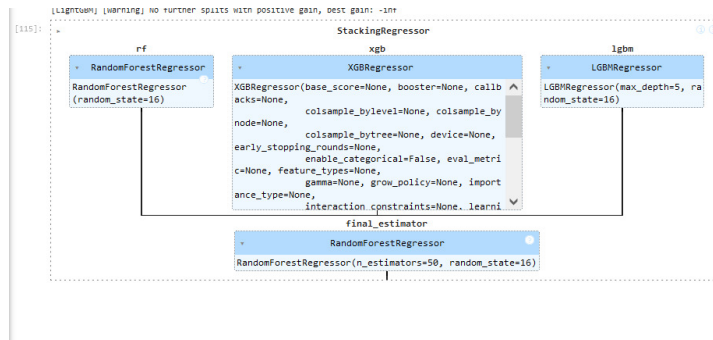 [LightGBM] [Warning] No further splits with positive gain, best gain: -inf
[115]:
StackingRegressor
rf
xgb
lgbm
RandomForestRegressor
XGBRegressor
LGBMRegressor
RandomForestRegressor
(random_state=16)
XGBRegressor(base_score=None, booster=None, callb
acks=None,
colsample_bylevel=None, colsample_by
node=None,
colsample_bytree=None, device=None,
early_stopping_rounds=None,
enable_categorical=False, eval_metri
c=None, feature_types=None,
gamma=None, grow_policy=None, import
ance_type=None,
interaction_constraints=None, learni
LGBMRegressor(max_depth=5, ra
ndom_state=16)
final_estimator
RandomForestRegressor
RandomForestRegressor(n_estimators=50, random_state=16)